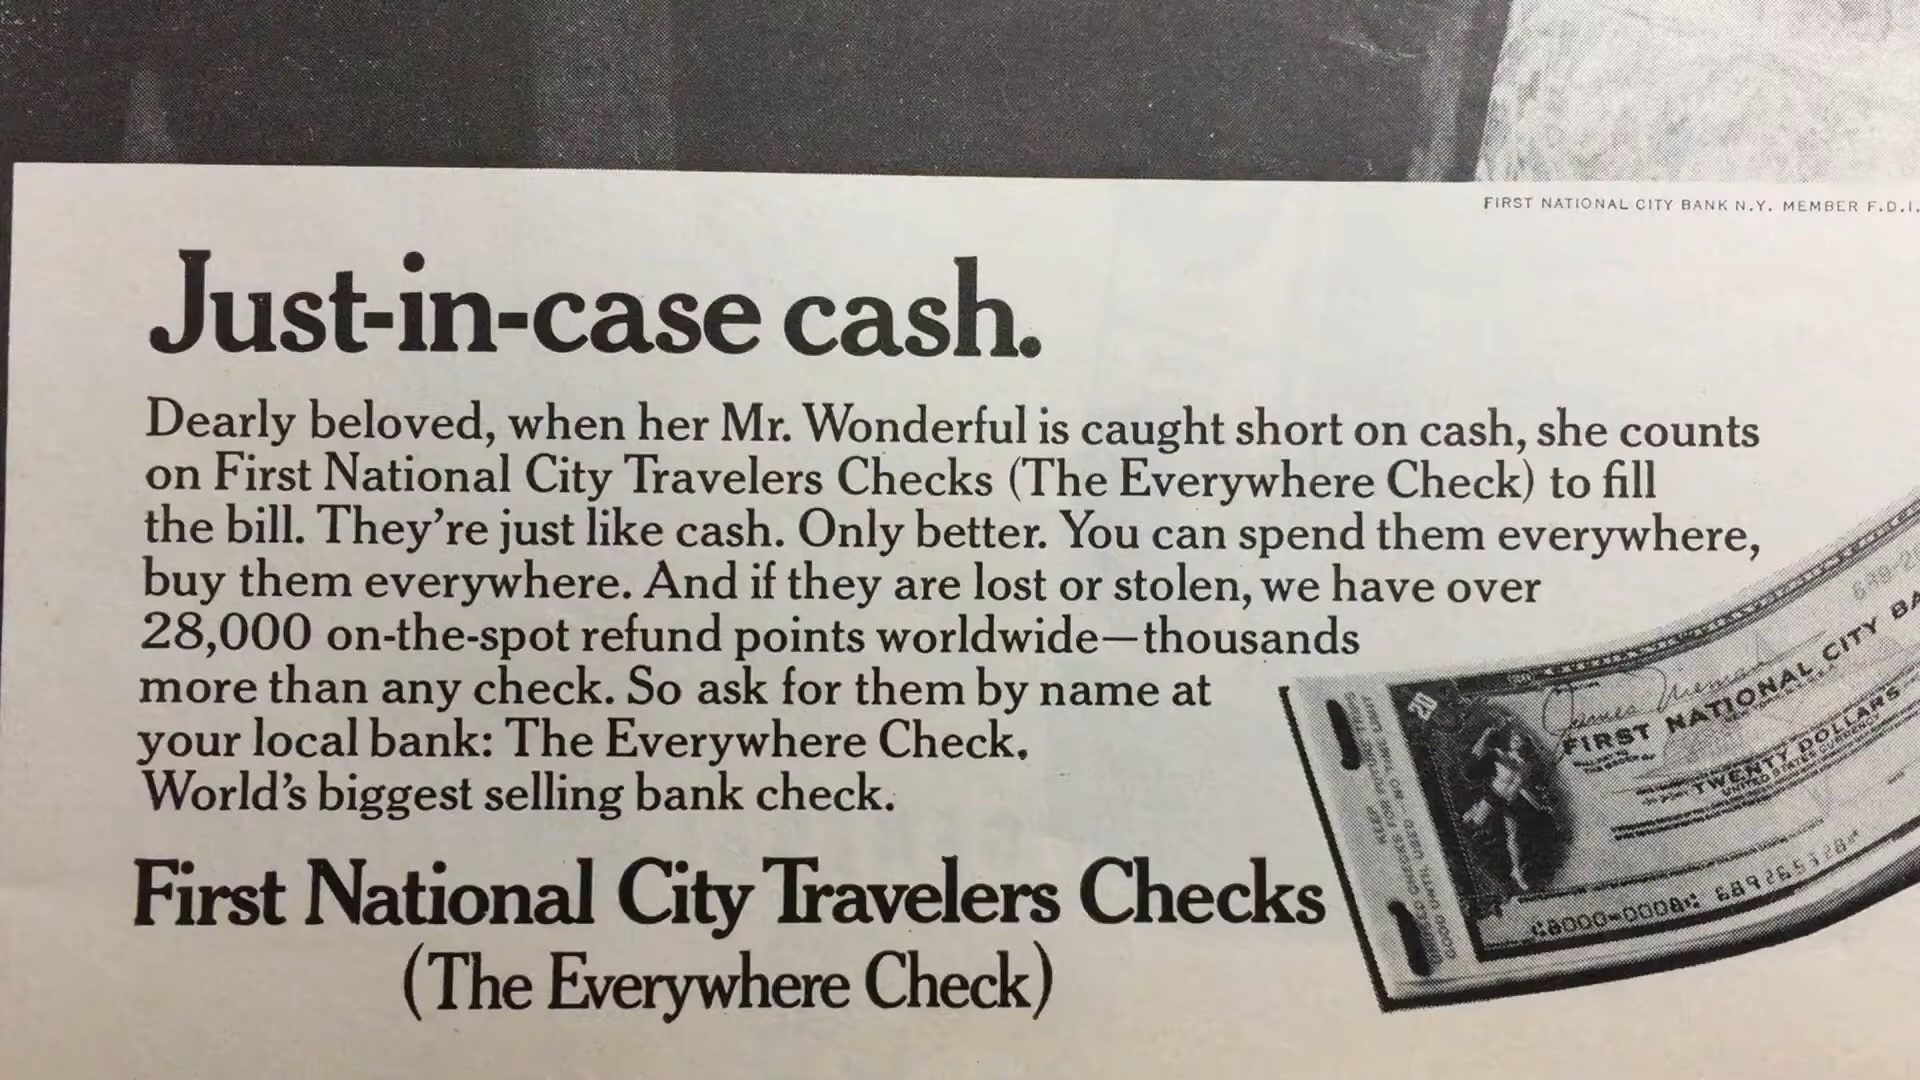 FIRST NATIONAL CITY BANK N.Y. MEMBER F.D.I.
Just-in-case cash.
Dearly beloved, when her Mr. Wonderful is caught short on cash, she counts
on First National City Travelers Checks (The Everywhere Check) to fill
the bill. They're just like cash. Only better. You can spend them everywhere,
buy them everywhere. And if they are lost or stolen, we have over
28,000 on-the-spot refund points worldwide—thousands
more than any check. So ask for them by name at
your local bank: The Everywhere Check.
World's biggest selling bank check.
First National City Travelers Checks
(The Everywhere Check)
20
FIRST NATIONAL CITY BA
TWENTY DOLLARS